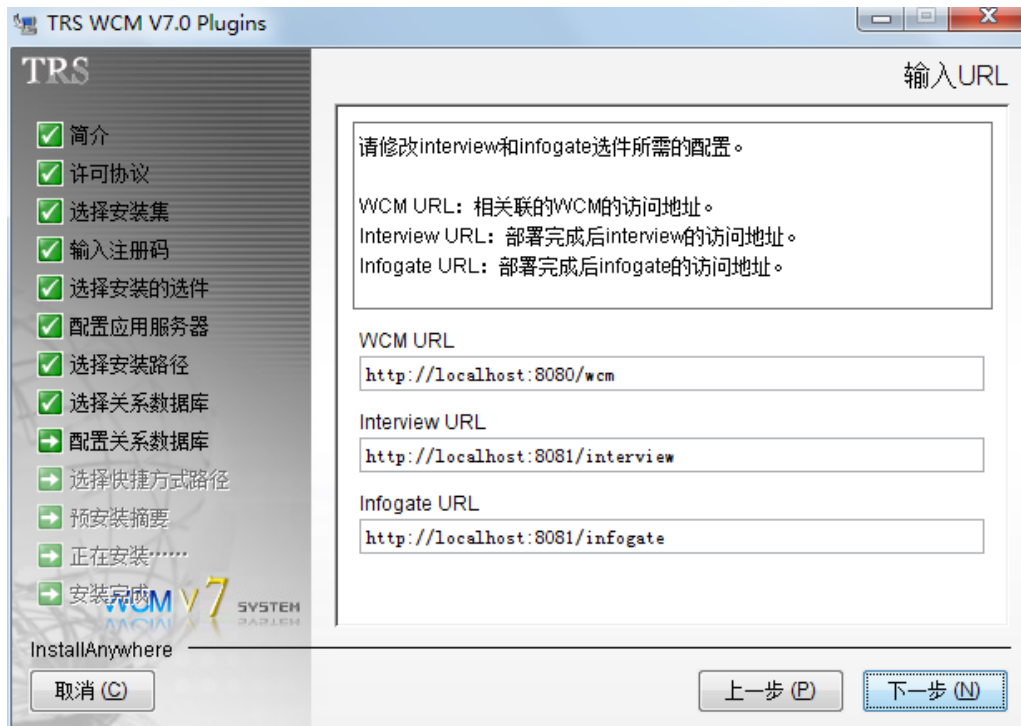 TRS WCM V7.0 Plugins
TRS
输入URL
简介
许可协议
选择安装集
输入注册码
选择安装的选件
配置应用服务器
选择安装路径
选择关系数据库
配置关系数据库
选择快捷方式路径
预安装摘要
正在安装……
安装完成
WCM V7 SYSTEM
请修改interview和infogate选件所需的配置。
WCM URL：相关联的WCM的访问地址。
Interview URL：部署完成后interview的访问地址。
Infogate URL：部署完成后infogate的访问地址。
WCM URL
http://localhost:8080/wcm
Interview URL
http://localhost:8081/interview
Infogate URL
http://localhost:8081/infogate
InstallAnywhere
取消 (C)
上一步 (P)
下一步 (N)